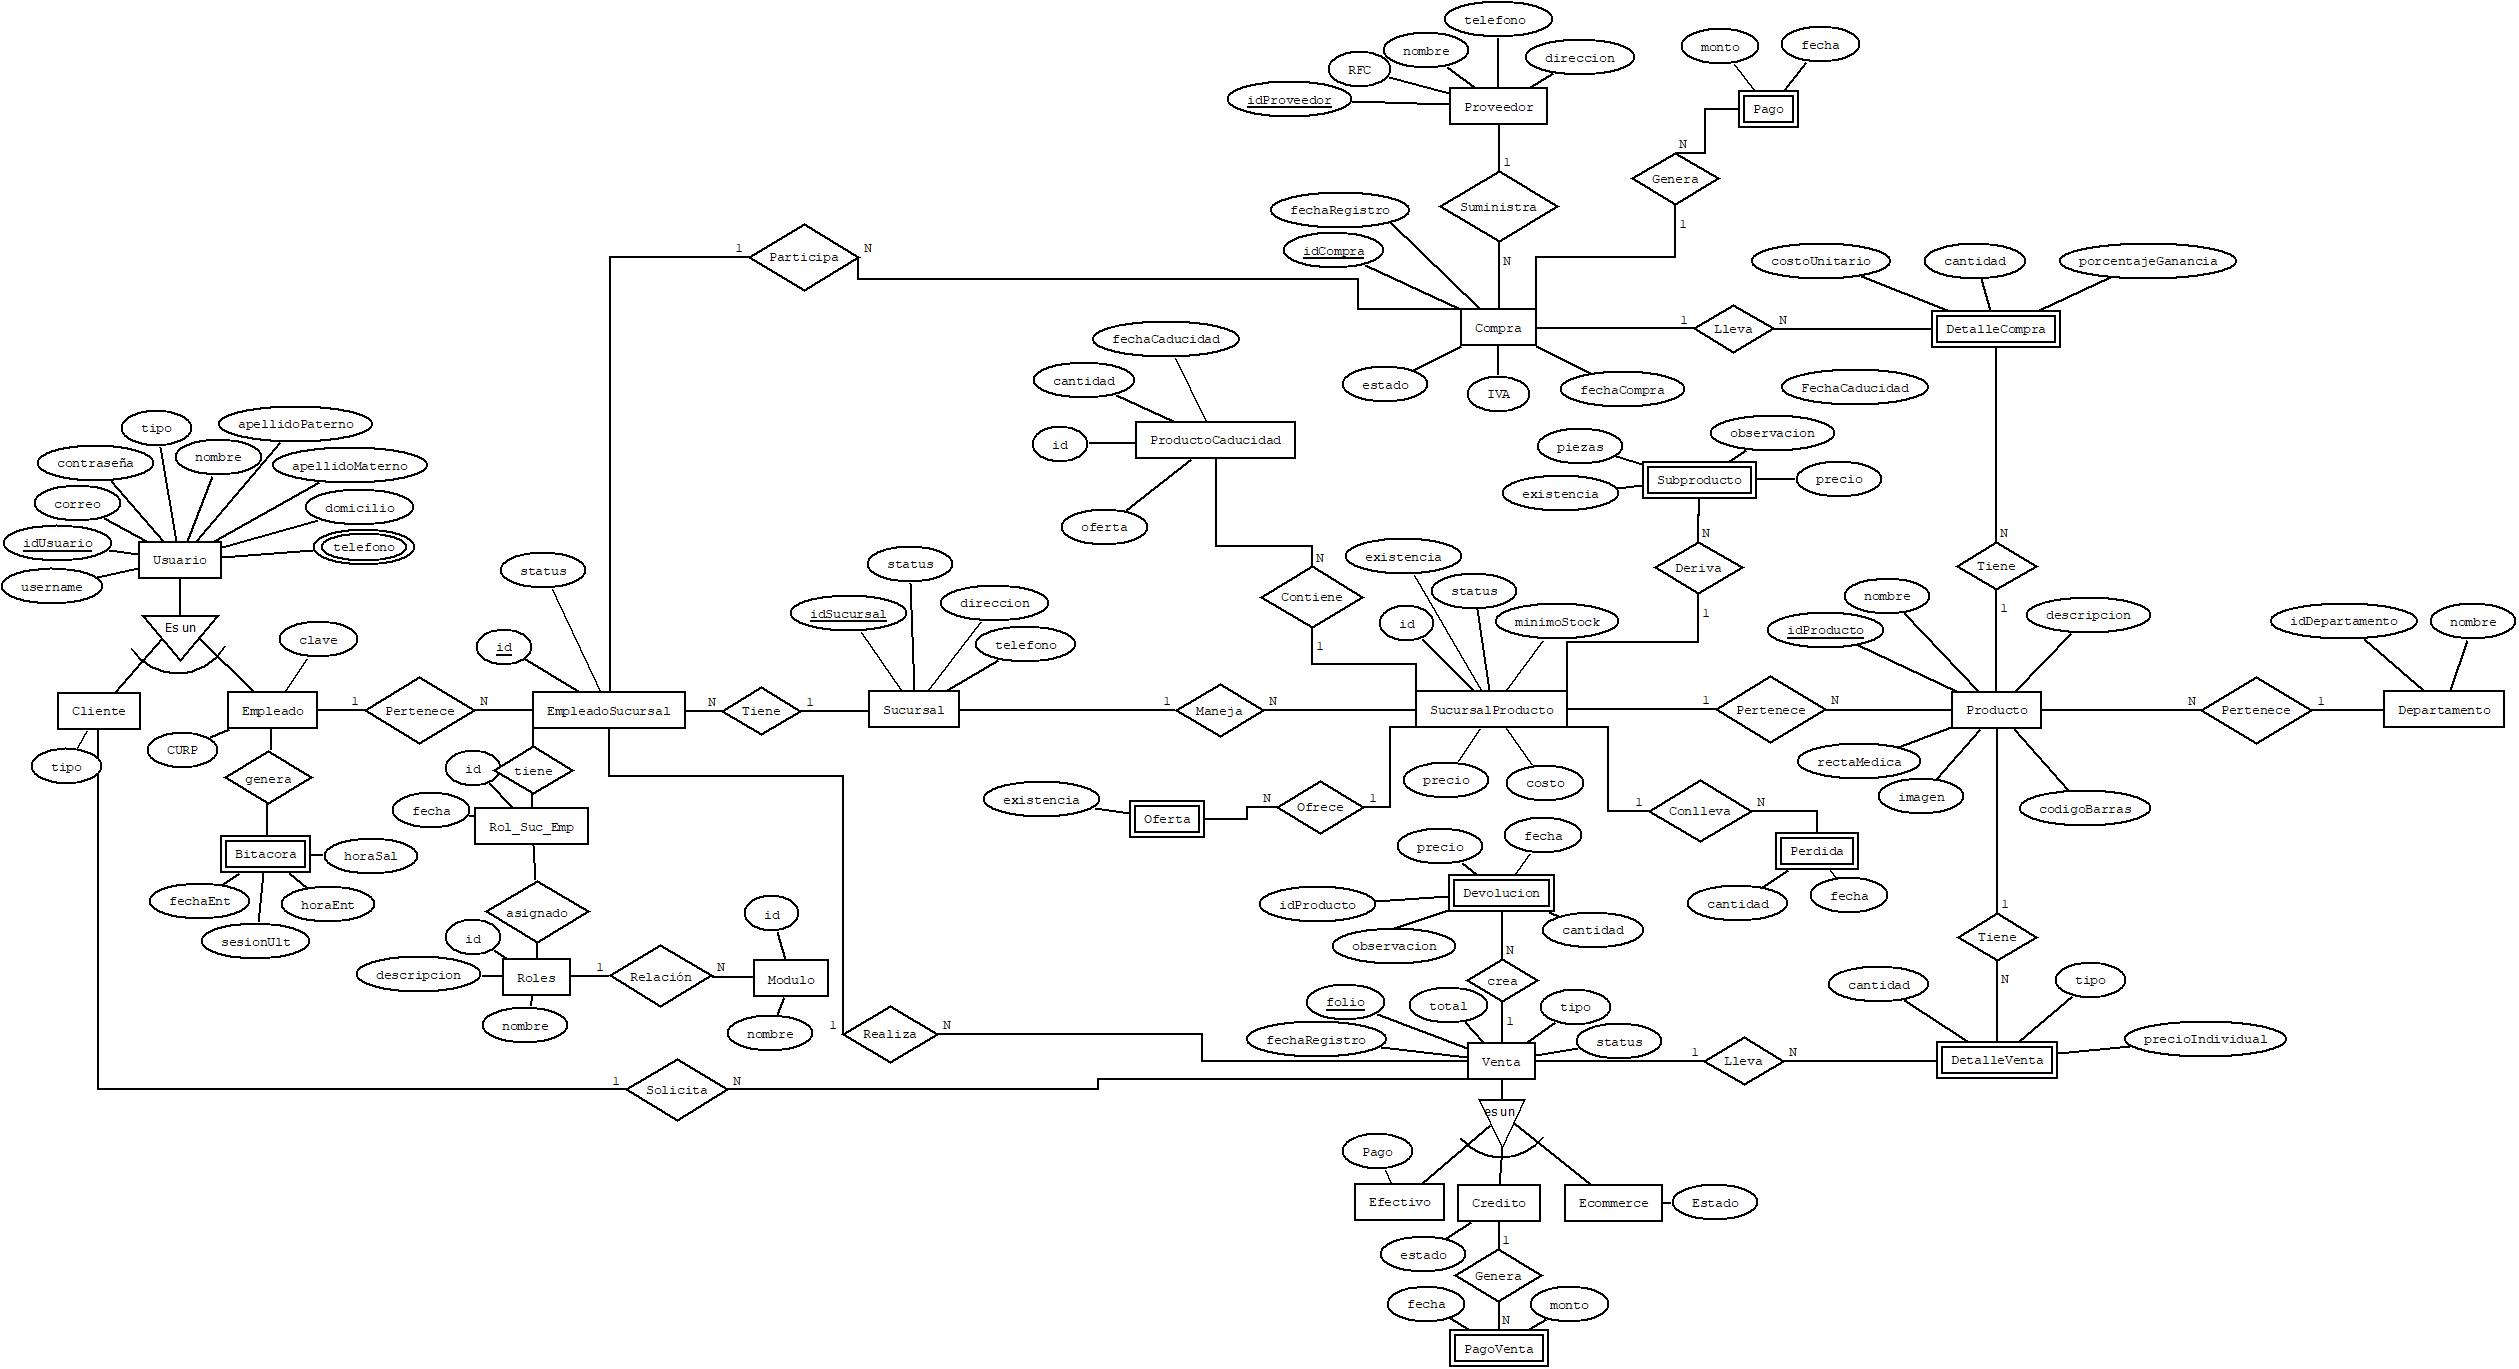 telefono
nombre
direccion
RFC
idProveedor
Proveedor
monto
fecha
Pago
N
Genera
1
1
Suministra
N
fechaRegistro
idCompra
1
Participa
N
costoUnitario
cantidad
porcentajeGanancia
Compra
1
Lleva
N
DetalleCompra
estado
IVA
fechaCompra
FechaCaducidad
fechaCaducidad
cantidad
id
ProductoCaducidad
oferta
tipo
apellidoPaterno
contraseña
nombre
apellidoMaterno
correo
domicilio
idUsuario
telefono
Usuario
username
Es un
piezas
observacion
Subproducto
precio
existencia
N
Deriva
1
N
Contiene
1
existencia
status
id
minimoStock
N
Tiene
1
nombre
idProducto
descripcion
idDepartamento
nombre
status
id
clave
status
idSucursal
direccion
telefono
Cliente
Empleado
1
Pertenece
N
EmpleadoSucursal
N
Tiene
1
Sucursal
1
Maneja
N
SucursalProducto
1
Pertenece
N
Producto
N
Pertenece
1
Departamento
tipo
CURP
genera
id
tiene
fecha
Rol_Suc_Emp
Bitacora
horaSal
fechaEnt
horaEnt
sesionUlt
asignado
id
descripcion
Roles
nombre
1
Relación
N
id
Modulo
nombre
precio
costo
existencia
Oferta
N
Ofrece
1
1
Conlleva
N
Perdida
cantidad
fecha
rectaMedica
imagen
codigoBarras
precio
fecha
idProducto
Devolucion
observacion
cantidad
N
crea
1
1
Tiene
N
folio
total
tipo
fechaRegistro
status
1
Realiza
N
Venta
1
Lleva
N
DetalleVenta
cantidad
tipo
precioIndividual
1
Solicita
N
es un
Pago
Efectivo
Credito
Ecommerce
Estado
estado
1
Genera
N
fecha
monto
PagoVenta